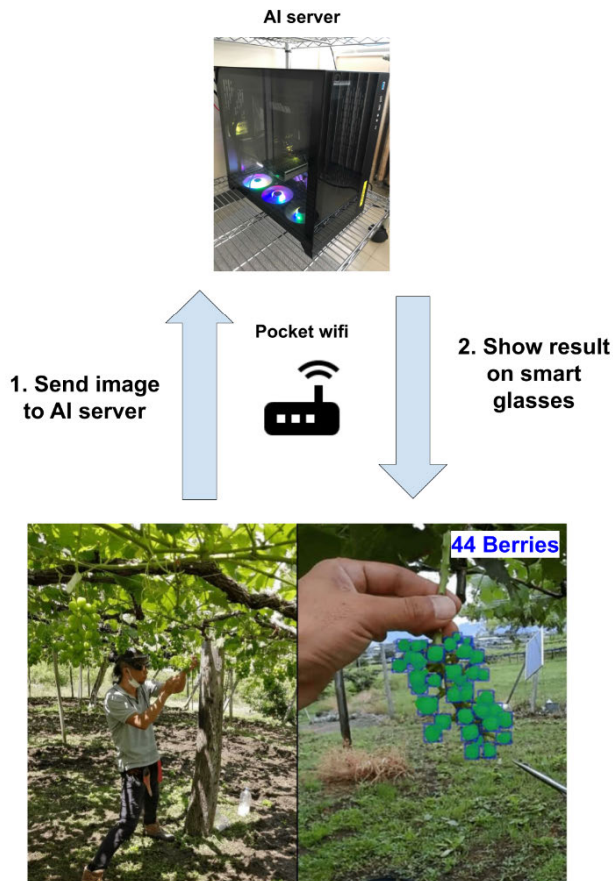 AI server
Pocket wifi
1. Send image
to AI server
2. Show result
on smart
glasses
44 Berries